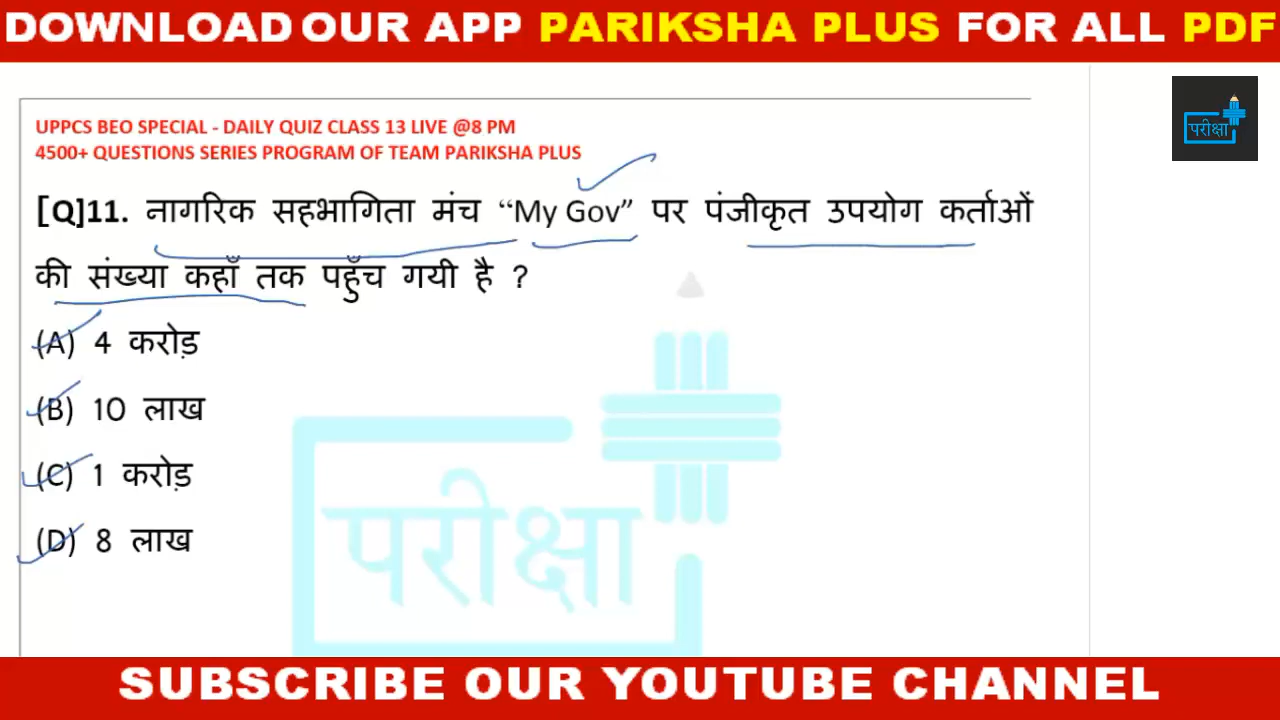 DOWNLOAD OUR APP PARIKSHA PLUS FOR ALL PDF
परीक्षा
UPPCS BEO SPECIAL - DAILY QUIZ CLASS 13 LIVE @8 PM
4500+ QUESTIONS SERIES PROGRAM OF TEAM PARIKSHA PLUS
[Q]11. नागरिक सहभागिता मंच “My Gov” पर पंजीकृत उपयोग कर्ताओं
की संख्या कहाँ तक पहुँच गयी है ?
(A) 4 करोड़
(B) 10 लाख
(C) 1 करोड़
(D) 8 लाख
परीक्षा
SUBSCRIBE OUR YOUTUBE CHANNEL